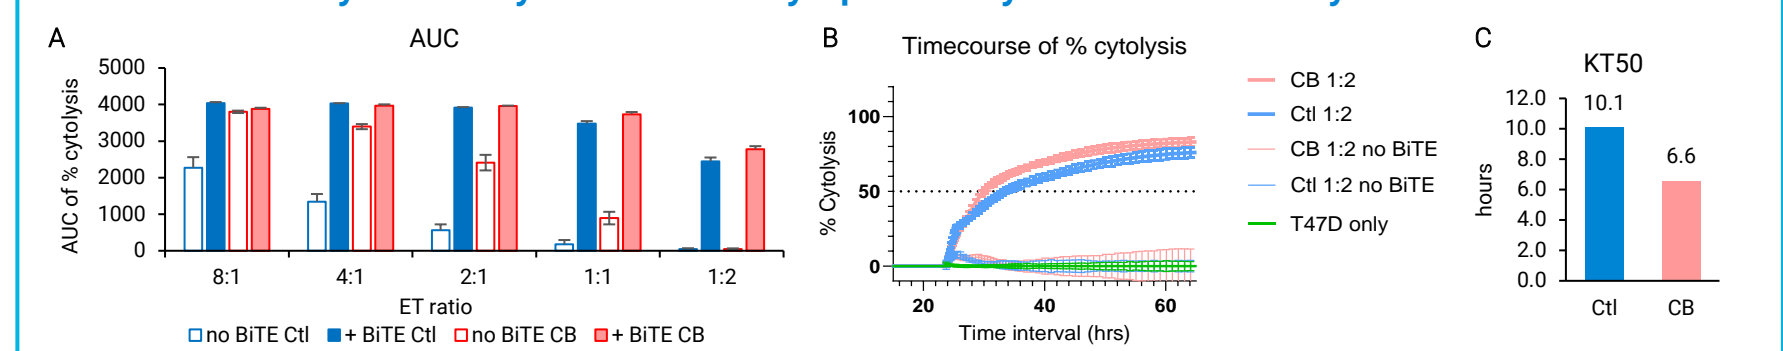 A
AUC
AUC of % cytolysis
5000
4000
3000
2000
1000
0
8:1
4:1
2:1
1:1
1:2
ET ratio
no BiTE Ctl
+ BiTE Ctl
no BiTE CB
+ BiTE CB
B
Timecourse of % cytolysis
% Cytolysis
100
50
0
20
40
60
Time interval (hrs)
CB 1:2
Ctl 1:2
CB 1:2 no BiTE
Ctl 1:2 no BiTE
T47D only
C
KT50
hours
12.0
10.0
8.0
6.0
4.0
2.0
0.0
10.1
6.6
Ctl
CB